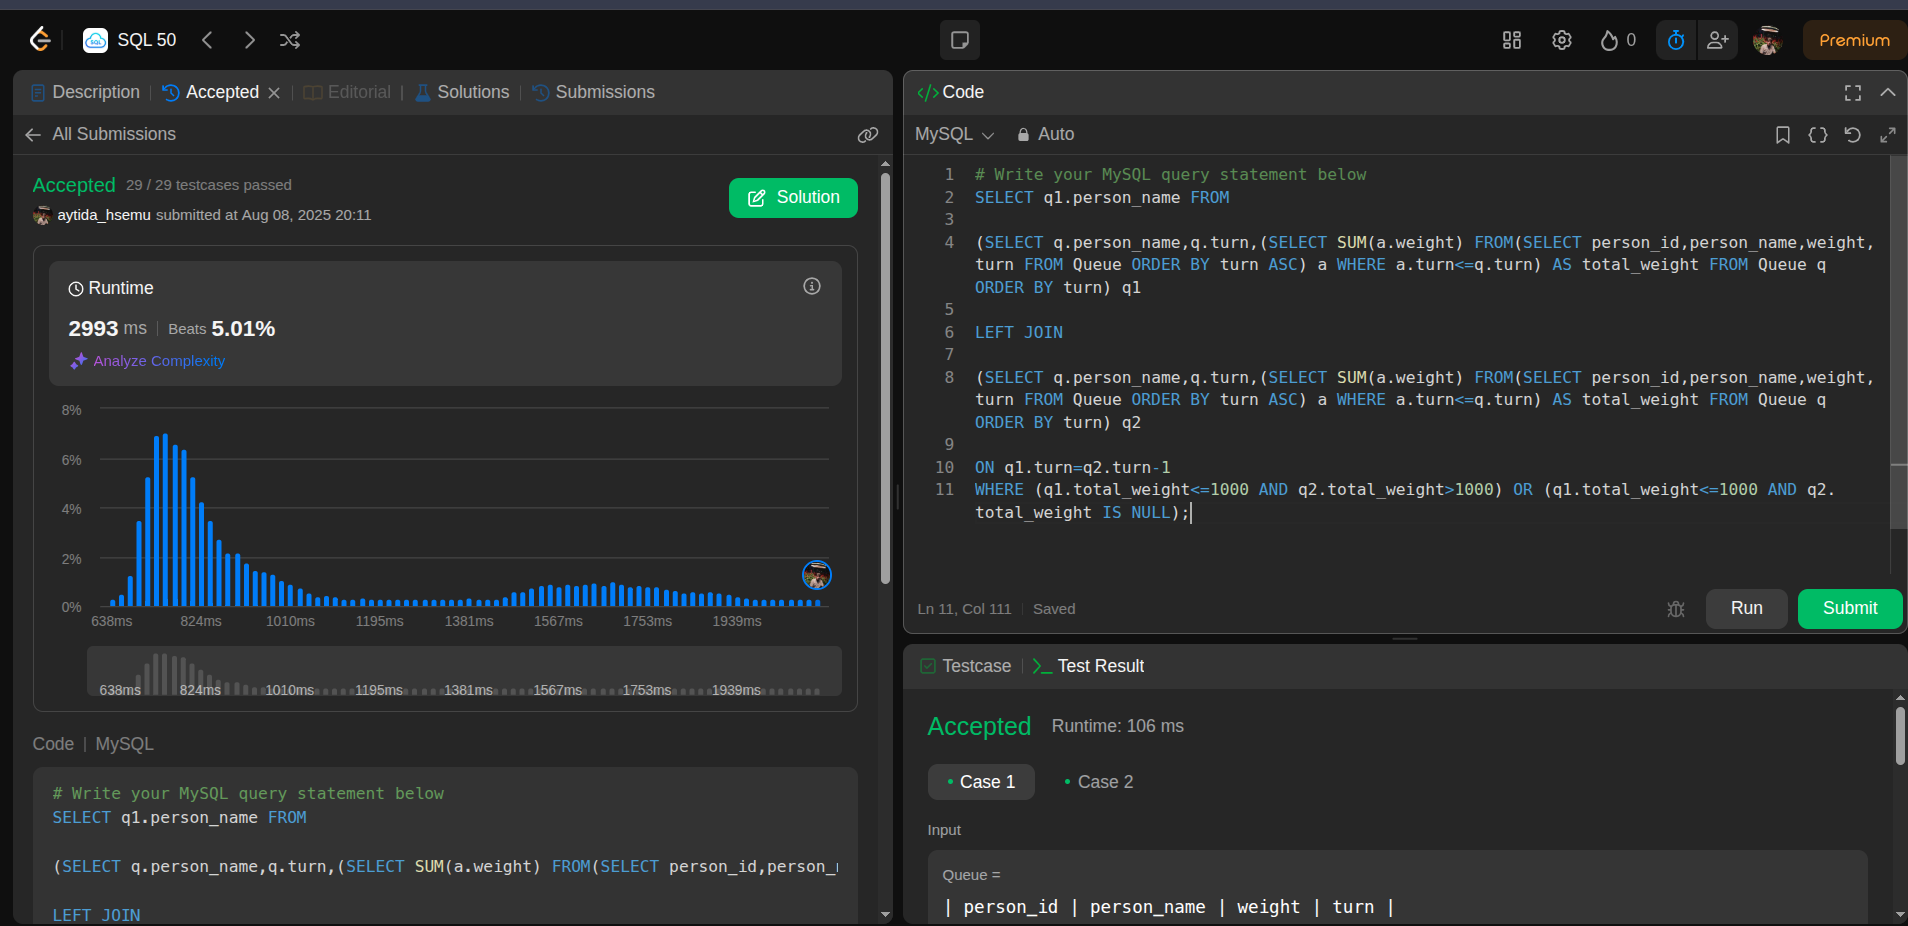 SQL 50
0
Premium
Description
Accepted
Editorial
Solutions
Submissions
All Submissions
Accepted 29 / 29 testcases passed
aytida_hsemu submitted at Aug 08, 2025 20:11
Solution
Runtime
2993 ms Beats 5.01%
Analyze Complexity
8%
6%
4%
2%
0%
638ms 824ms 1010ms 1195ms 1381ms 1567ms 1753ms 1939ms
638ms 824ms 1010ms 1195ms 1381ms 1567ms 1753ms 1939ms
Code | MySQL
# Write your MySQL query statement below
SELECT q1.person_name FROM
(SELECT q.person_name,q.turn,(SELECT SUM(a.weight) FROM(SELECT person_id,person_
LEFT JOIN
</> Code
MySQL Auto
1 # Write your MySQL query statement below
2 SELECT q1.person_name FROM
3
4 (SELECT q.person_name,q.turn,(SELECT SUM(a.weight) FROM(SELECT person_id,person_name,weight,
turn FROM Queue ORDER BY turn ASC) a WHERE a.turn<=q.turn) AS total_weight FROM Queue q
ORDER BY turn) q1
5
6 LEFT JOIN
7
8 (SELECT q.person_name,q.turn,(SELECT SUM(a.weight) FROM(SELECT person_id,person_name,weight,
turn FROM Queue ORDER BY turn ASC) a WHERE a.turn<=q.turn) AS total_weight FROM Queue q
ORDER BY turn) q2
9
10 ON q1.turn=q2.turn-1
11 WHERE (q1.total_weight<=1000 AND q2.total_weight>1000) OR (q1.total_weight<=1000 AND q2.
total_weight IS NULL);
Ln 11, Col 111 Saved
Run
Submit
Testcase
Test Result
Accepted Runtime: 106 ms
Case 1
Case 2
Input
Queue =
| person_id | person_name | weight | turn |